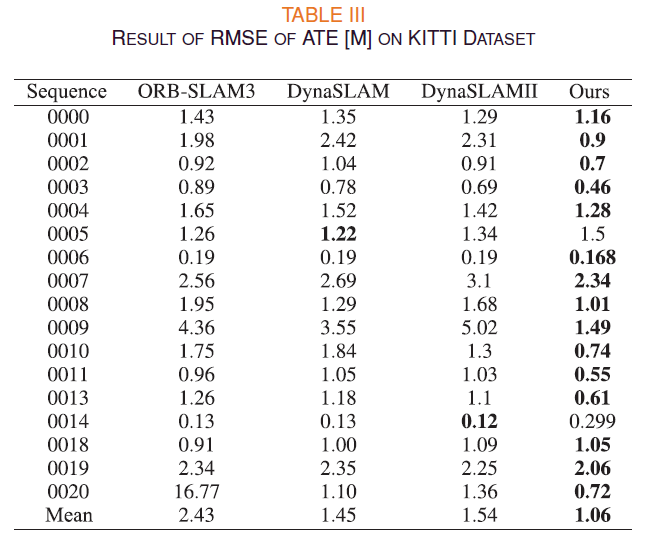 TABLE III
RESULT OF RMSE OF ATE [M] ON KITTI DATASET
Sequence ORB-SLAM3 DynaSLAM DynaSLAMII Ours
0000 1.43 1.35 1.29 1.16
0001 1.98 2.42 2.31 0.9
0002 0.92 1.04 0.91 0.7
0003 0.89 0.78 0.69 0.46
0004 1.65 1.52 1.42 1.28
0005 1.26 1.22 1.34 1.5
0006 0.19 0.19 0.19 0.168
0007 2.56 2.69 3.1 2.34
0008 1.95 1.29 1.68 1.01
0009 4.36 3.55 5.02 1.49
0010 1.75 1.84 1.3 0.74
0011 0.96 1.05 1.03 0.55
0013 1.26 1.18 1.1 0.61
0014 0.13 0.13 0.12 0.299
0018 0.91 1.00 1.09 1.05
0019 2.34 2.35 2.25 2.06
0020 16.77 1.10 1.36 0.72
Mean 2.43 1.45 1.54 1.06